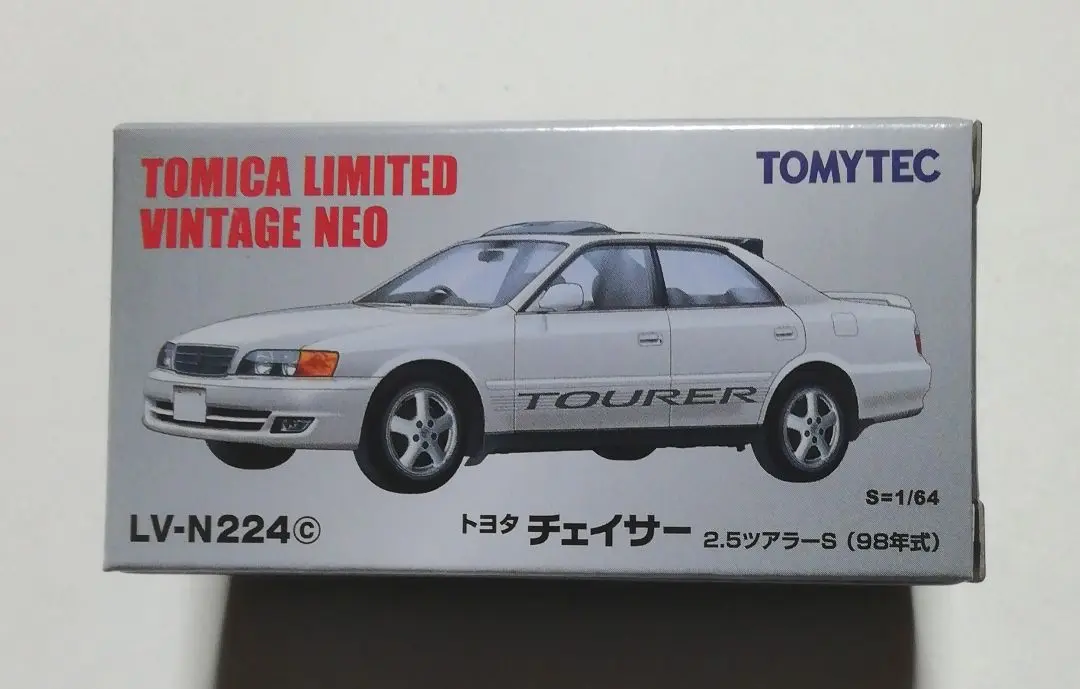 TOMICA LIMITED
VINTAGE NEO
TOMYTEC
TOURER
S=1/64
LV-N224ⓒ
トヨタ チェイサー 2.5ツアラーS (98年式)